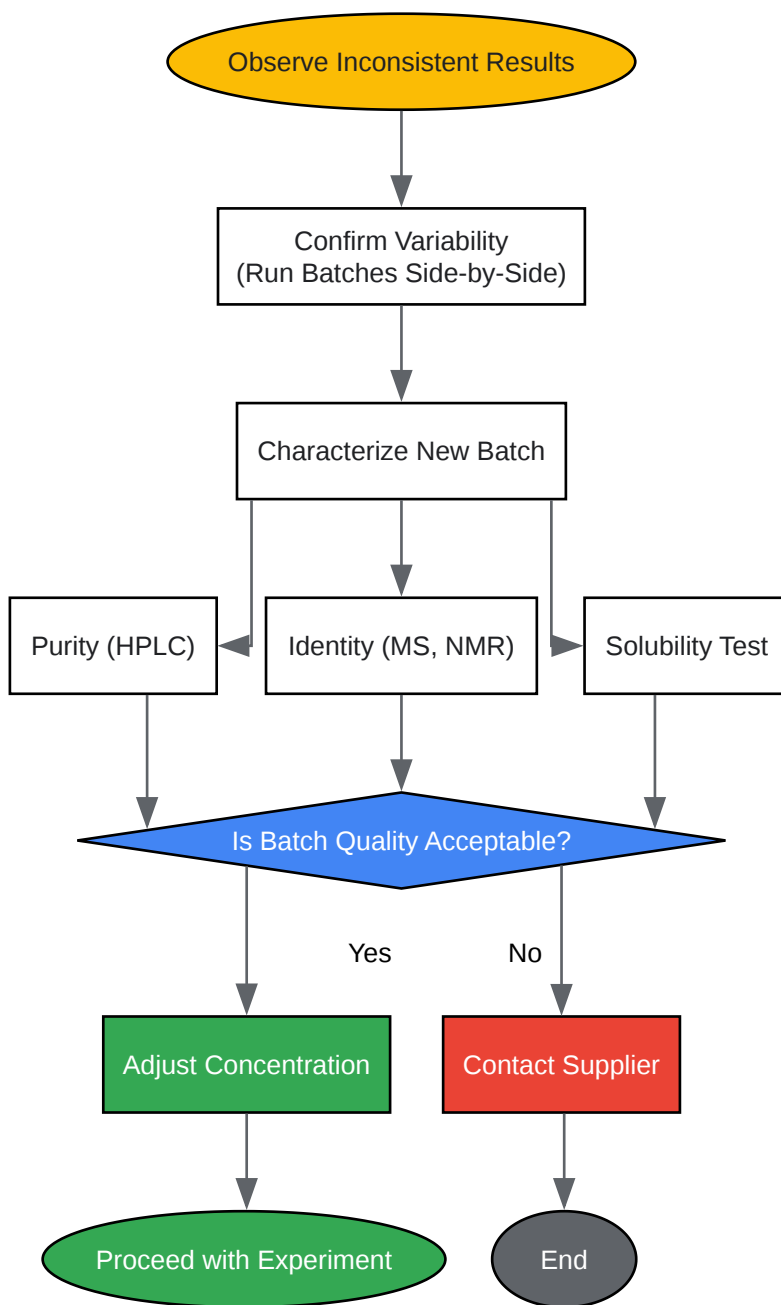 Observe Inconsistent Results
Confirm Variability
(Run Batches Side-by-Side)
Characterize New Batch
Purity (HPLC)
Identity (MS, NMR)
Solubility Test
Is Batch Quality Acceptable?
Yes
No
Adjust Concentration
Contact Supplier
Proceed with Experiment
End